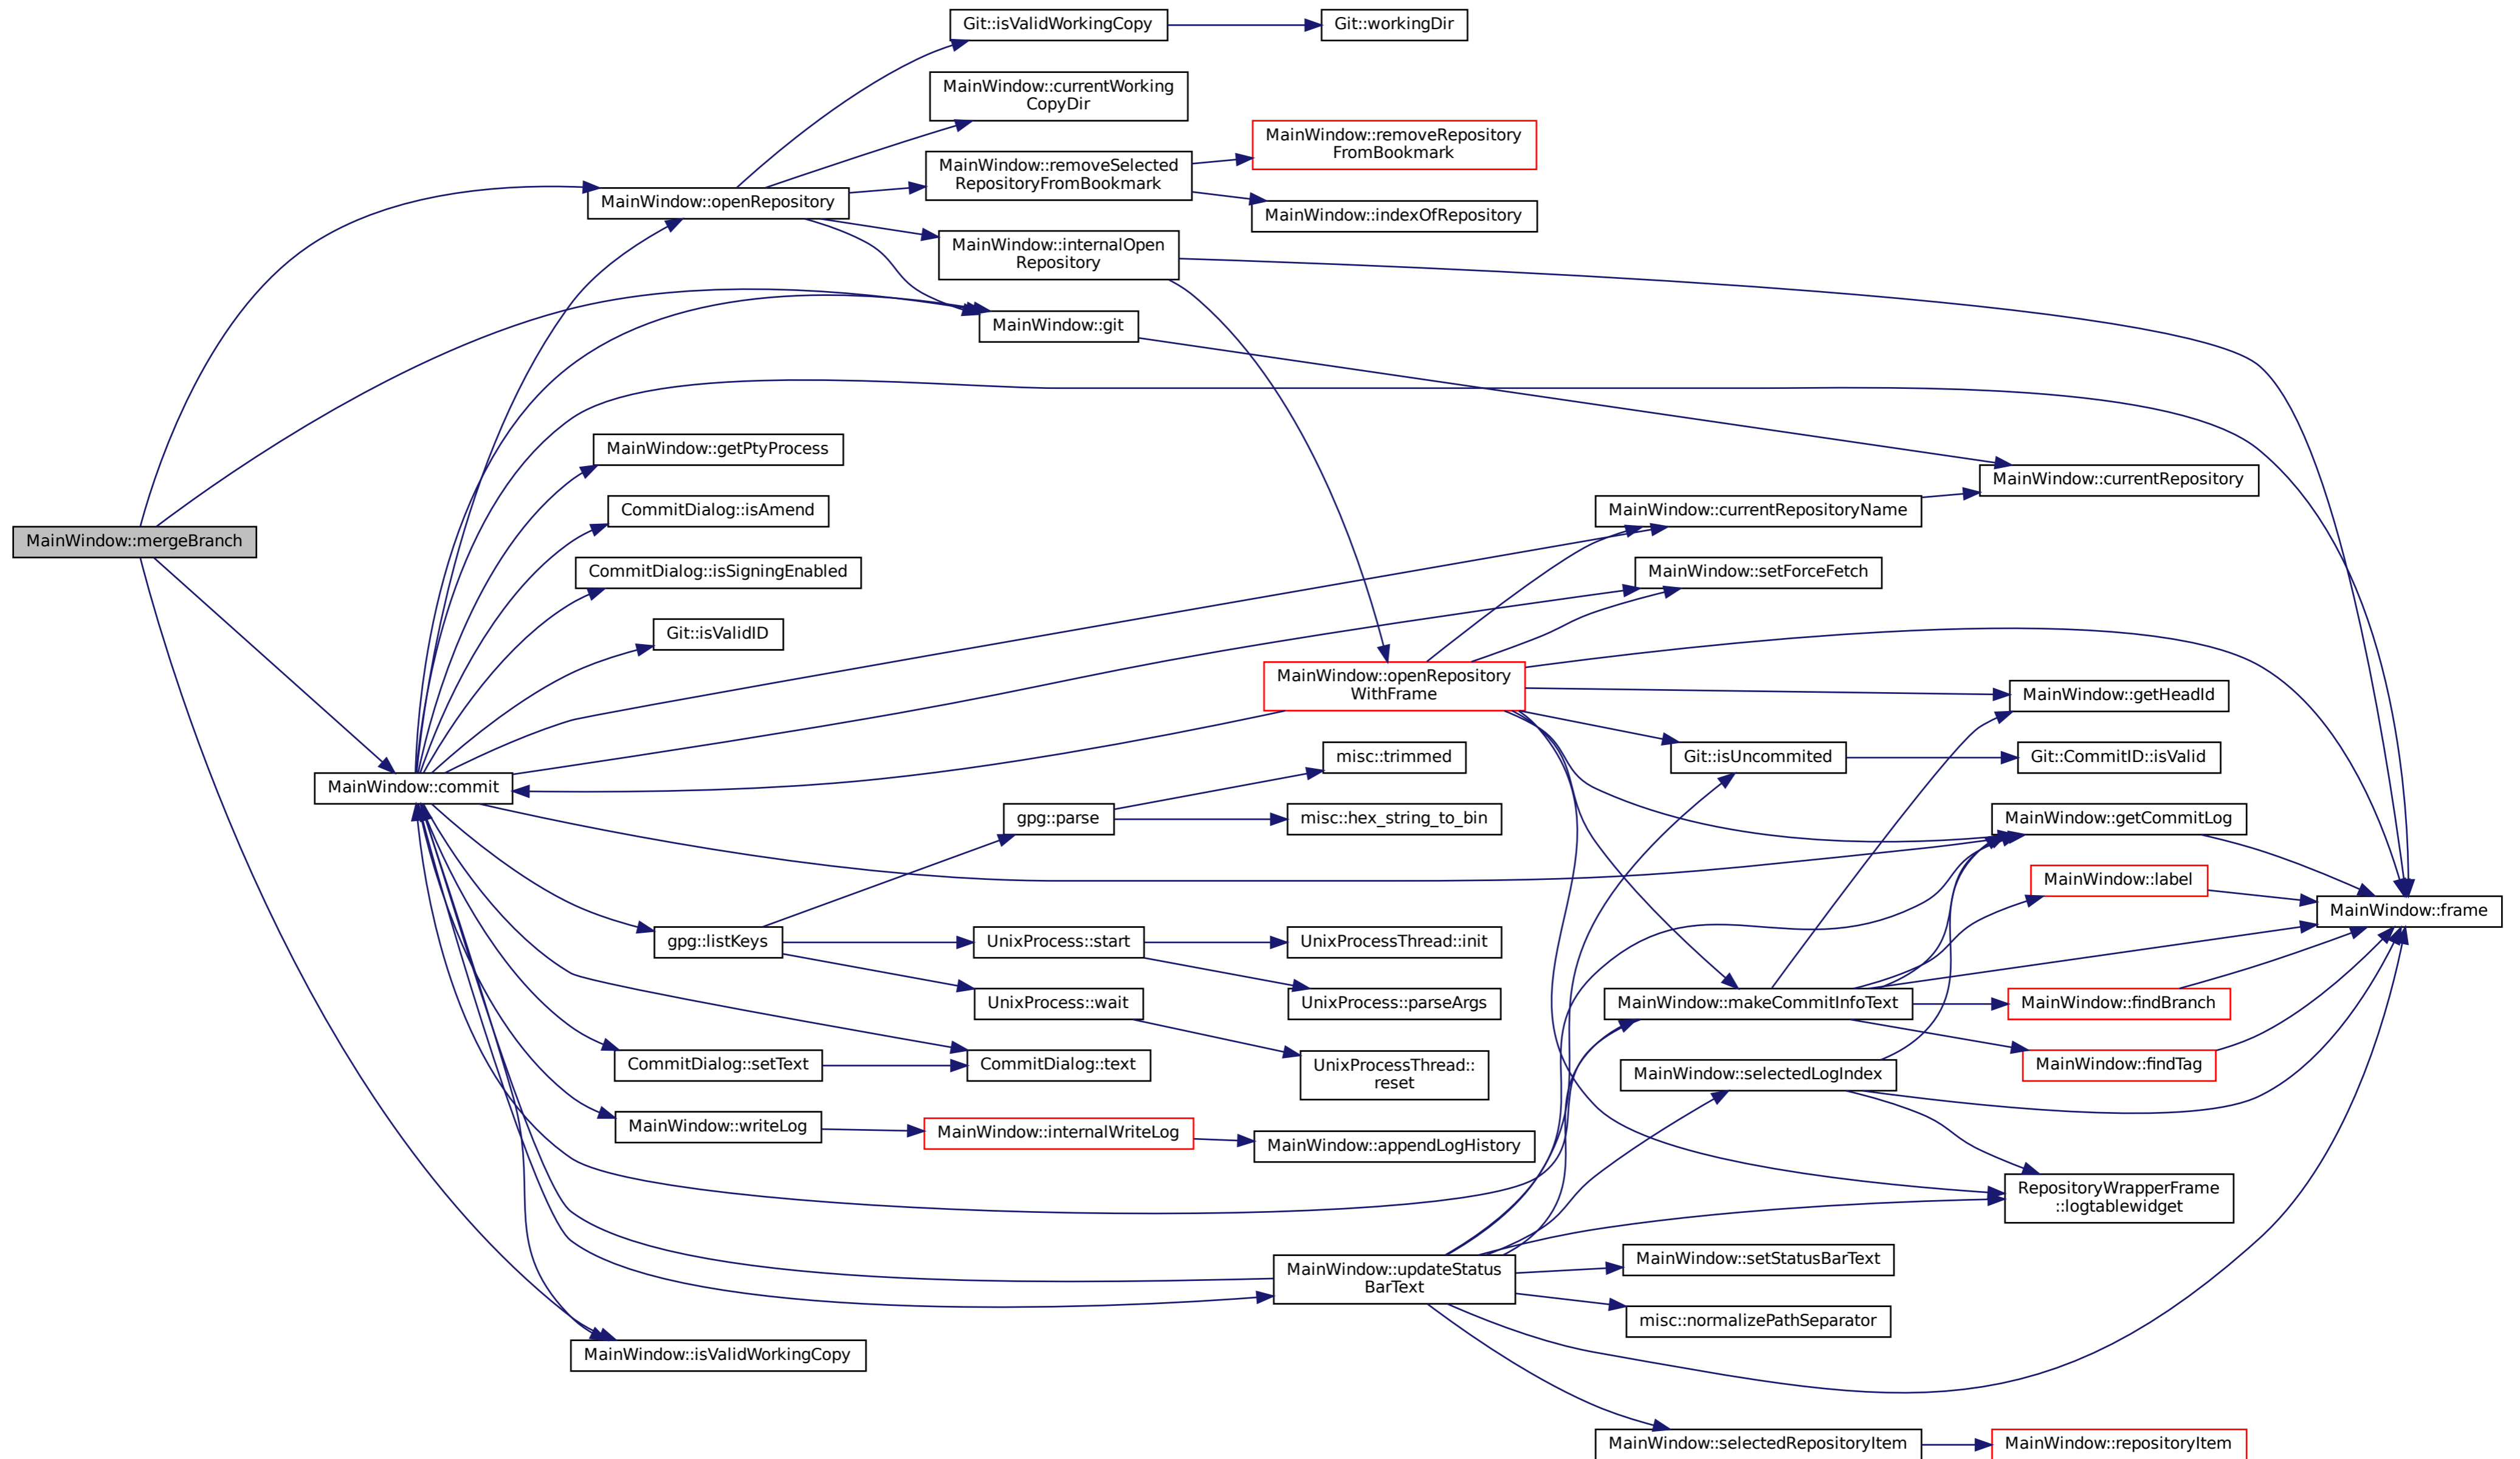 Git::isValidWorkingCopy
Git::workingDir
MainWindow::currentWorking
CopyDir
MainWindow::removeRepository
FromBookmark
MainWindow::removeSelected
RepositoryFromBookmark
MainWindow::openRepository
MainWindow::indexOfRepository
MainWindow::internalOpen
Repository
MainWindow::git
MainWindow::getPtyProcess
MainWindow::currentRepository
CommitDialog::isAmend
MainWindow::currentRepositoryName
MainWindow::mergeBranch
CommitDialog::isSigningEnabled
MainWindow::setForceFetch
Git::isValidID
MainWindow::openRepository
WithFrame
MainWindow::getHeadId
misc::trimmed
Git::isUncommited
Git::CommitID::isValid
MainWindow::commit
gpg::parse
misc::hex_string_to_bin
MainWindow::getCommitLog
MainWindow::label
MainWindow::frame
gpg::listKeys
UnixProcess::start
UnixProcessThread::init
UnixProcess::wait
UnixProcess::parseArgs
MainWindow::makeCommitInfoText
MainWindow::findBranch
CommitDialog::setText
CommitDialog::text
UnixProcessThread::
reset
MainWindow::selectedLogIndex
MainWindow::findTag
MainWindow::writeLog
MainWindow::internalWriteLog
MainWindow::appendLogHistory
RepositoryWrapperFrame
::logtablewidget
MainWindow::updateStatus
BarText
MainWindow::setStatusBarText
misc::normalizePathSeparator
MainWindow::isValidWorkingCopy
MainWindow::selectedRepositoryItem
MainWindow::repositoryItem